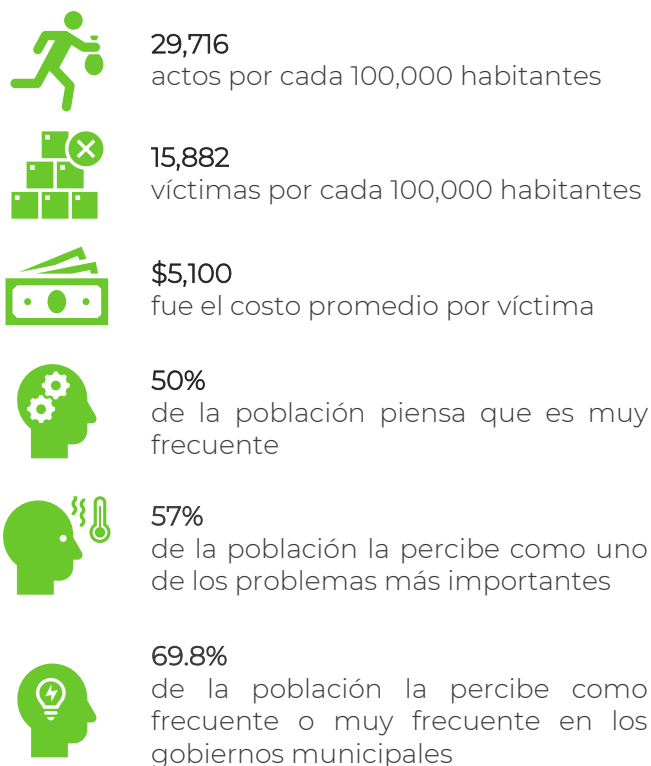 29,716
actos por cada 100,000 habitantes
15,882
víctimas por cada 100,000 habitantes
$5,100
fue el costo promedio por víctima
50%
de la población piensa que es muy
frecuente
57%
de la población la percibe como uno
de los problemas más importantes
69.8%
de la población la percibe como
frecuente o muy frecuente en los
gobiernos municipales